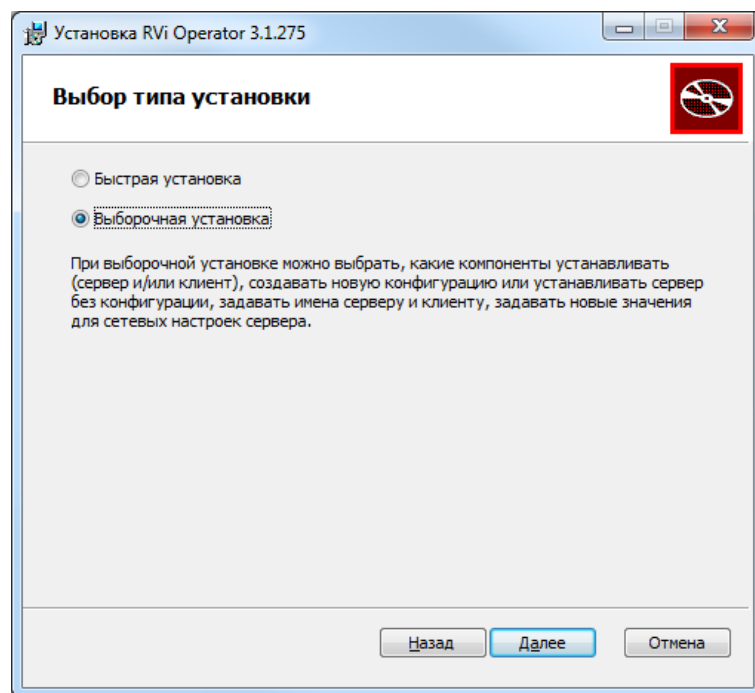 Установка RVi Operator 3.1.275
Выбор типа установки
Быстрая установка
Выборочная установка
При выборочной установке можно выбрать, какие компоненты устанавливать
(сервер и/или клиент), создавать новую конфигурацию или устанавливать сервер
без конфигурации, задавать имена серверу и клиенту, задавать новые значения
для сетевых настроек сервера.
Назад Далее Отмена